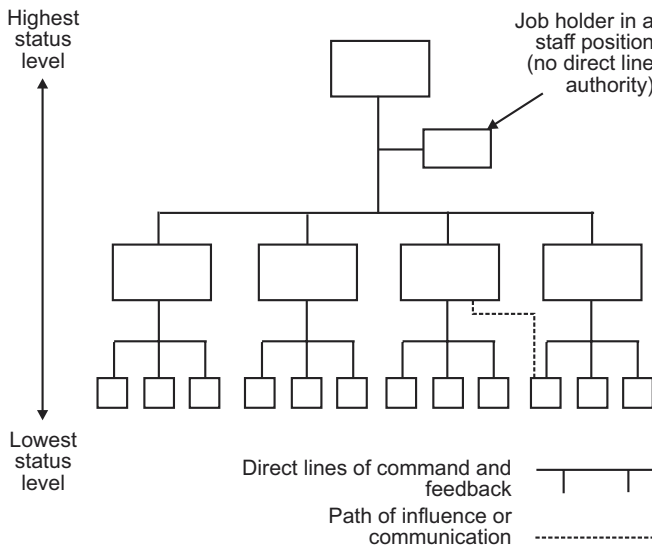 Highest
status
level
Job holder in a
staff position
(no direct line
authority)
Lowest
status
level
Direct lines of command and
feedback
Path of influence or
communication